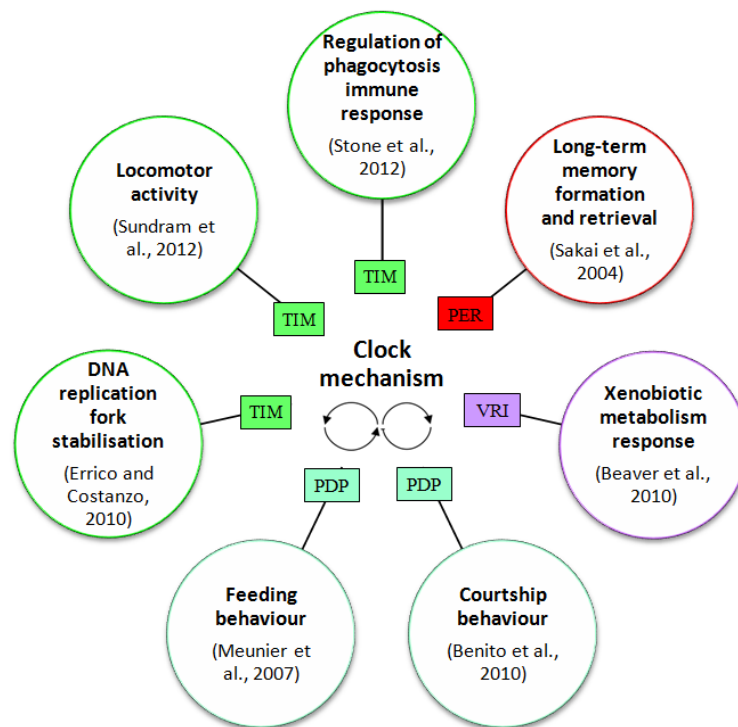 Regulation of
phagocytosis
immune
response
(Stone et al.,
2012)
Locomotor
activity
(Sundram et
al., 2012)
Long-term
memory
formation
and retrieval
(Sakai et al.,
2004)
TIM
TIM
PER
Clock
mechanism
DNA
replication
fork
stabilisation
(Errico and
Costanzo,
2010)
TIM
VRI
Xenobiotic
metabolism
response
(Beaver et al.,
2010)
PDP
PDP
Feeding
behaviour
(Meunier et
al., 2007)
Courtship
behaviour
(Benito et al.,
2010)